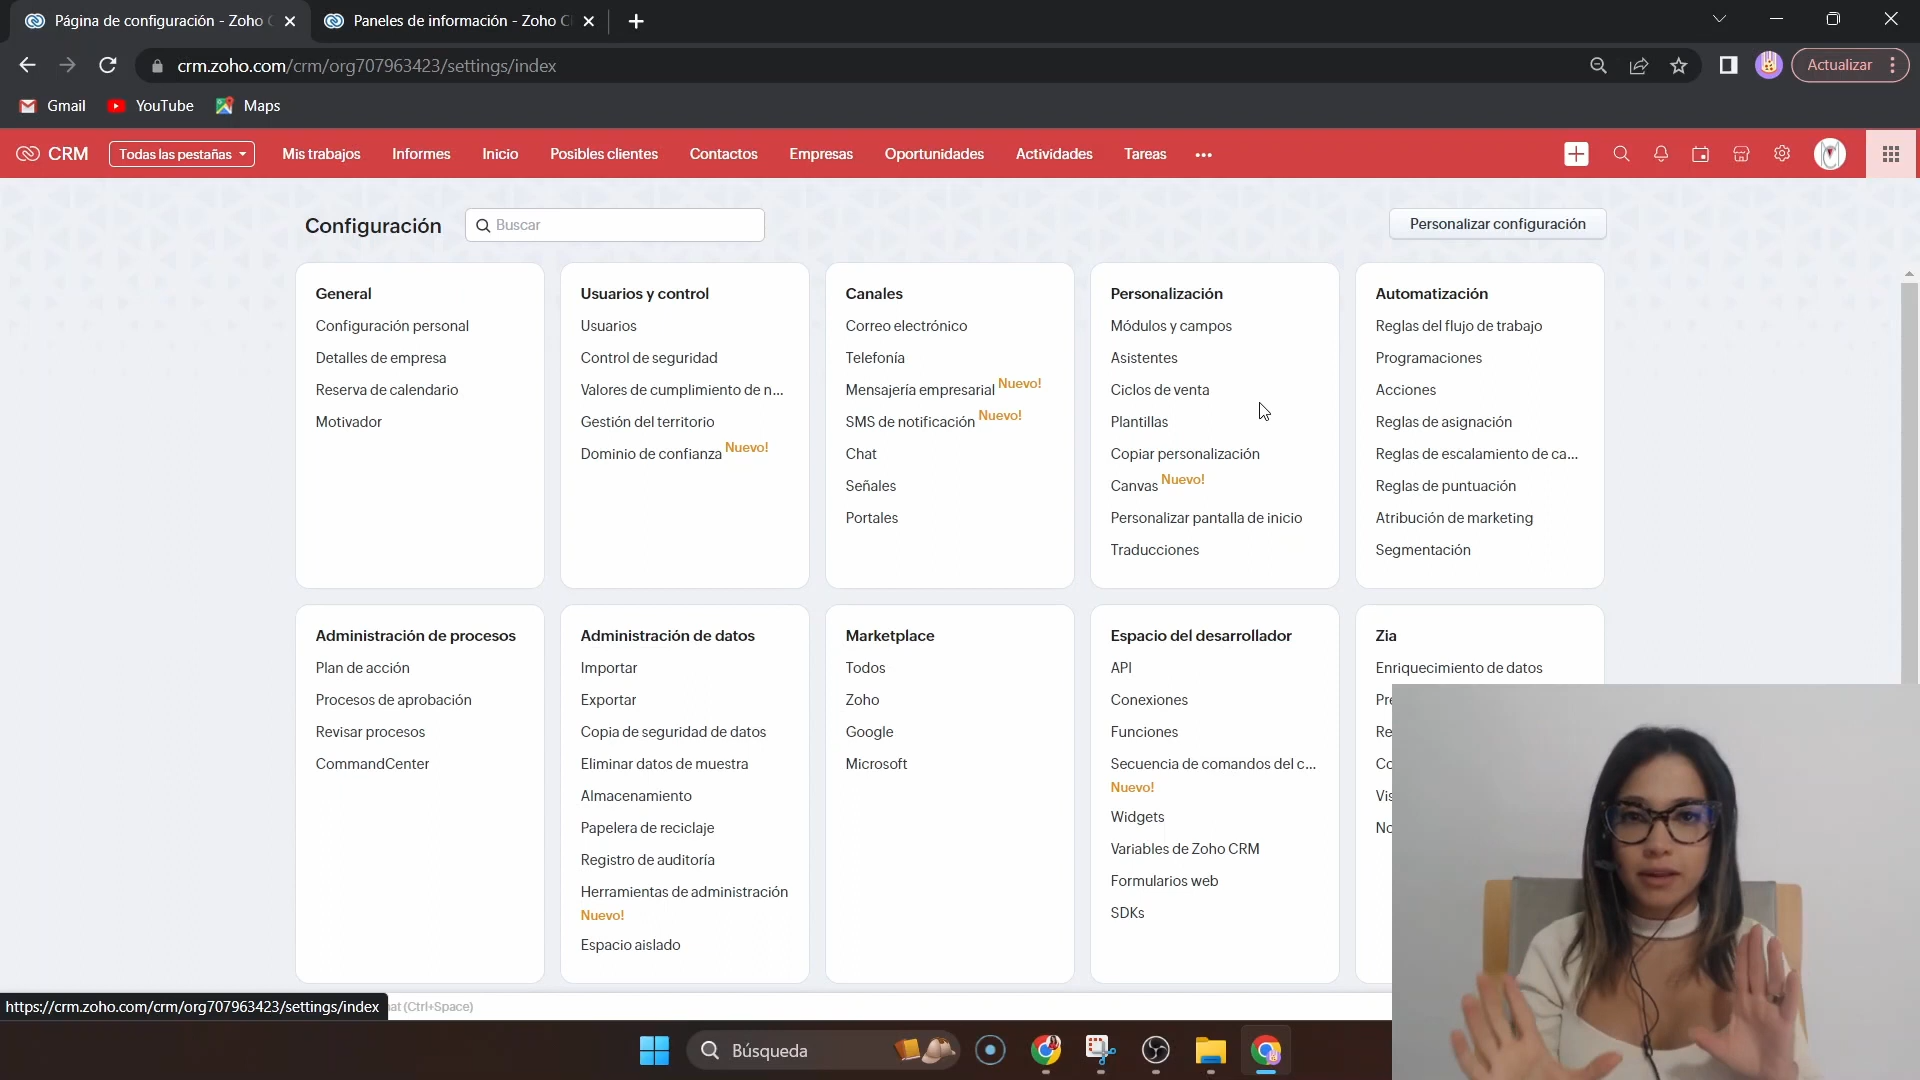 Página de configuración - Zoho
Paneles de información - Zoho C
crm.zoho.com/crm/org707963423/settings/index
Actualizar
Gmail
YouTube
Maps
CRM
Todas las pestañas
Mis trabajos
Informes
Inicio
Posibles clientes
Contactos
Empresas
Oportunidades
Actividades
Tareas
Configuración
Buscar
Personalizar configuración
General
Configuración personal
Detalles de empresa
Reserva de calendario
Motivador
Usuarios y control
Usuarios
Control de seguridad
Valores de cumplimiento de n...
Gestión del territorio
Dominio de confianza Nuevo!
Canales
Correo electrónico
Telefonía
Mensajería empresarial Nuevo!
SMS de notificación Nuevo!
Chat
Señales
Portales
Personalización
Módulos y campos
Asistentes
Ciclos de venta
Plantillas
Copiar personalización
Canvas Nuevo!
Personalizar pantalla de inicio
Traducciones
Automatización
Reglas del flujo de trabajo
Programaciones
Acciones
Reglas de asignación
Reglas de escalamiento de ca...
Reglas de puntuación
Atribución de marketing
Segmentación
Administración de procesos
Plan de acción
Procesos de aprobación
Revisar procesos
CommandCenter
Administración de datos
Importar
Exportar
Copia de seguridad de datos
Eliminar datos de muestra
Almacenamiento
Papelera de reciclaje
Registro de auditoría
Herramientas de administración
Nuevo!
Espacio aislado
Marketplace
Todos
Zoho
Google
Microsoft
Espacio del desarrollador
API
Conexiones
Funciones
Secuencia de comandos del c...
Nuevo!
Widgets
Variables de Zoho CRM
Formularios web
SDKs
Zia
Enriquecimiento de datos
Pre
Re
Co
Vis
No
https://crm.zoho.com/crm/org707963423/settings/index
at (Ctrl+Space)
Búsqueda